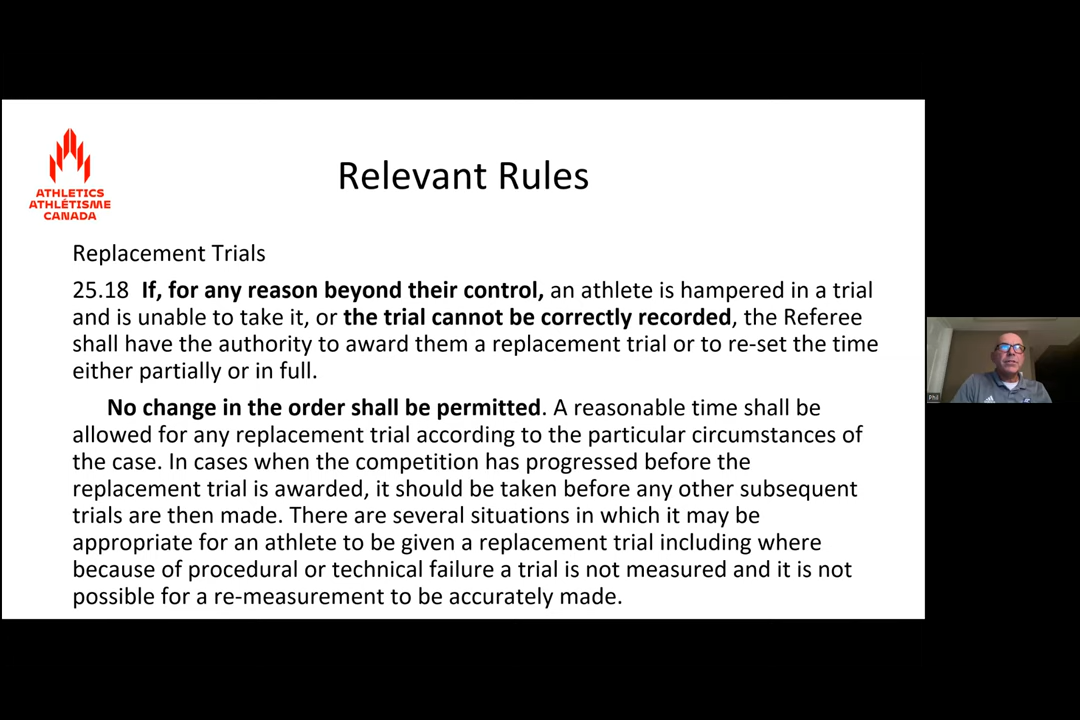 ATHLETICS
ATHLÉTISME
CANADA
Relevant Rules
Replacement Trials
25.18 If, for any reason beyond their control, an athlete is hampered in a trial
and is unable to take it, or the trial cannot be correctly recorded, the Referee
shall have the authority to award them a replacement trial or to re-set the time
either partially or in full.
No change in the order shall be permitted. A reasonable time shall be
allowed for any replacement trial according to the particular circumstances of
the case. In cases when the competition has progressed before the
replacement trial is awarded, it should be taken before any other subsequent
trials are then made. There are several situations in which it may be
appropriate for an athlete to be given a replacement trial including where
because of procedural or technical failure a trial is not measured and it is not
possible for a re-measurement to be accurately made.
Phil